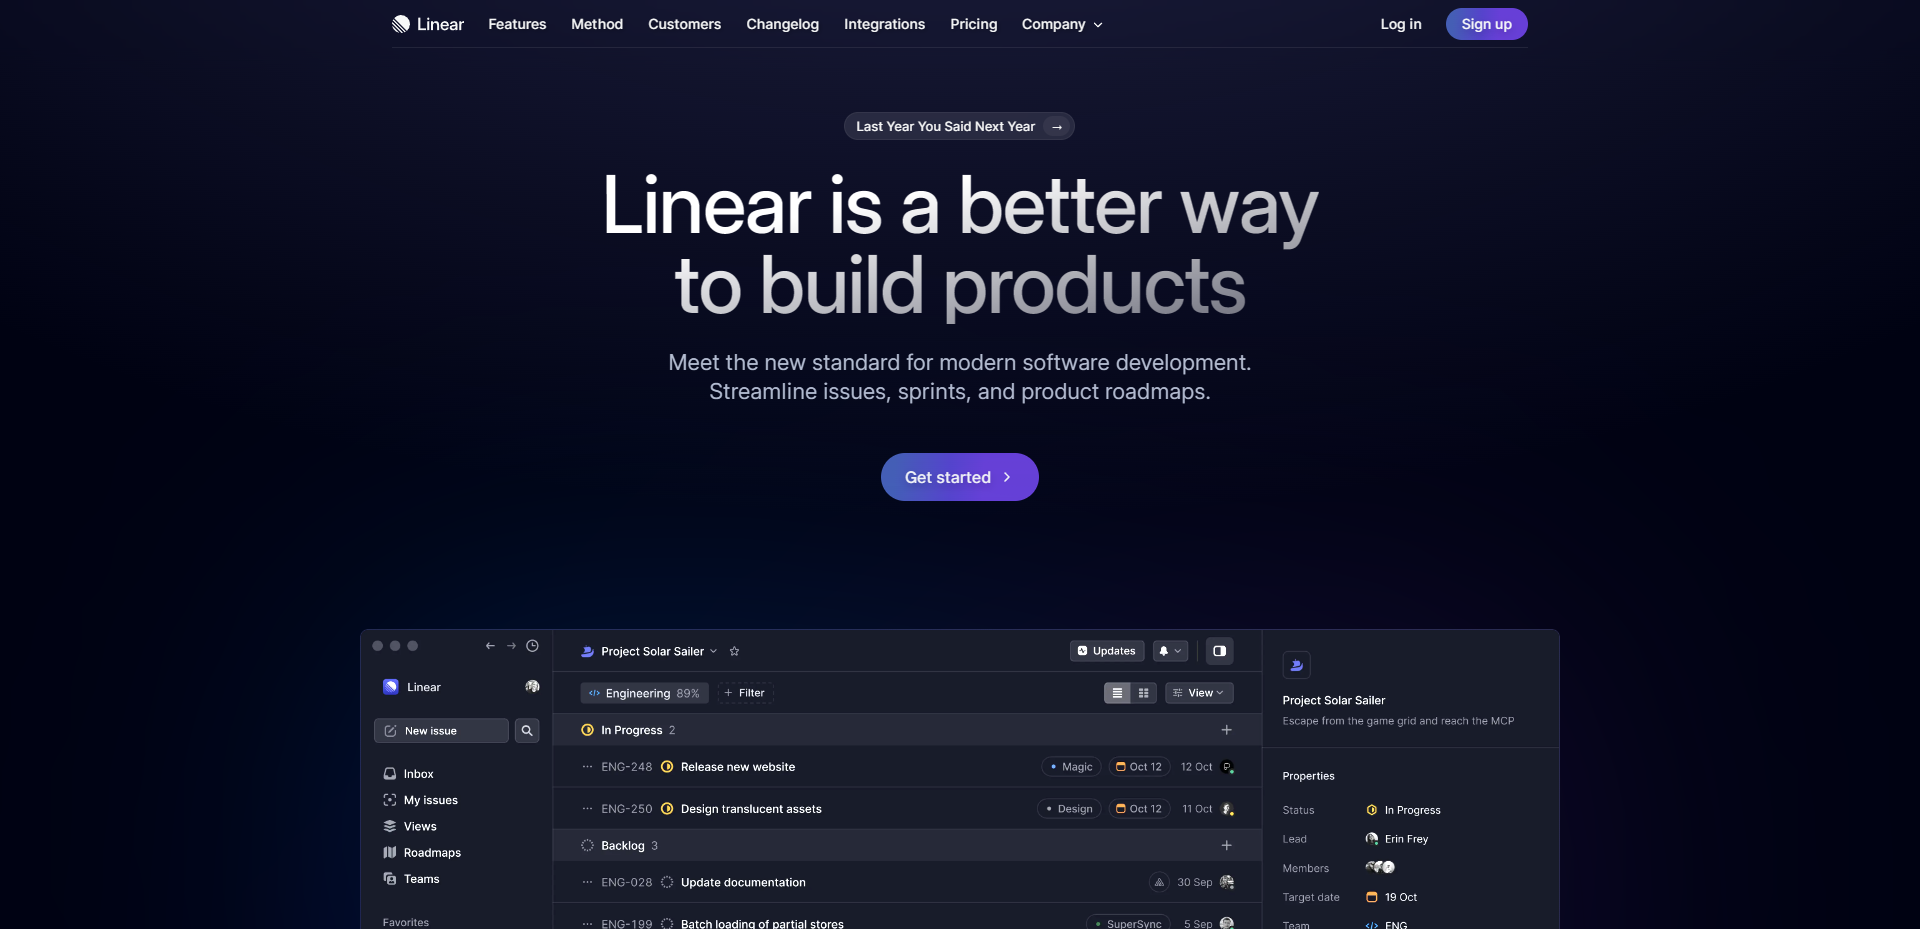 Linear Features Method Customers Changelog Integrations Pricing Company Log in Sign up
Last Year You Said Next Year →
Linear is a better way
to build products
Meet the new standard for modern software development.
Streamline issues, sprints, and product roadmaps.
Get started
Linear
New issue
Inbox
My issues
Views
Roadmaps
Teams
Favorites
Project Solar Sailer Updates
Engineering 89% + Filter View
In Progress 2 +
··· ENG-248 Release new website Magic Oct 12 12 Oct
··· ENG-250 Design translucent assets Design Oct 12 11 Oct
Backlog 3 +
··· ENG-028 Update documentation 30 Sep
··· ENG-199 Batch loading of partial stores SuperSync 5 Sep
Project Solar Sailer
Escape from the game grid and reach the MCP
Properties
Status In Progress
Lead Erin Frey
Members
Target date 19 Oct
Team </> ENG